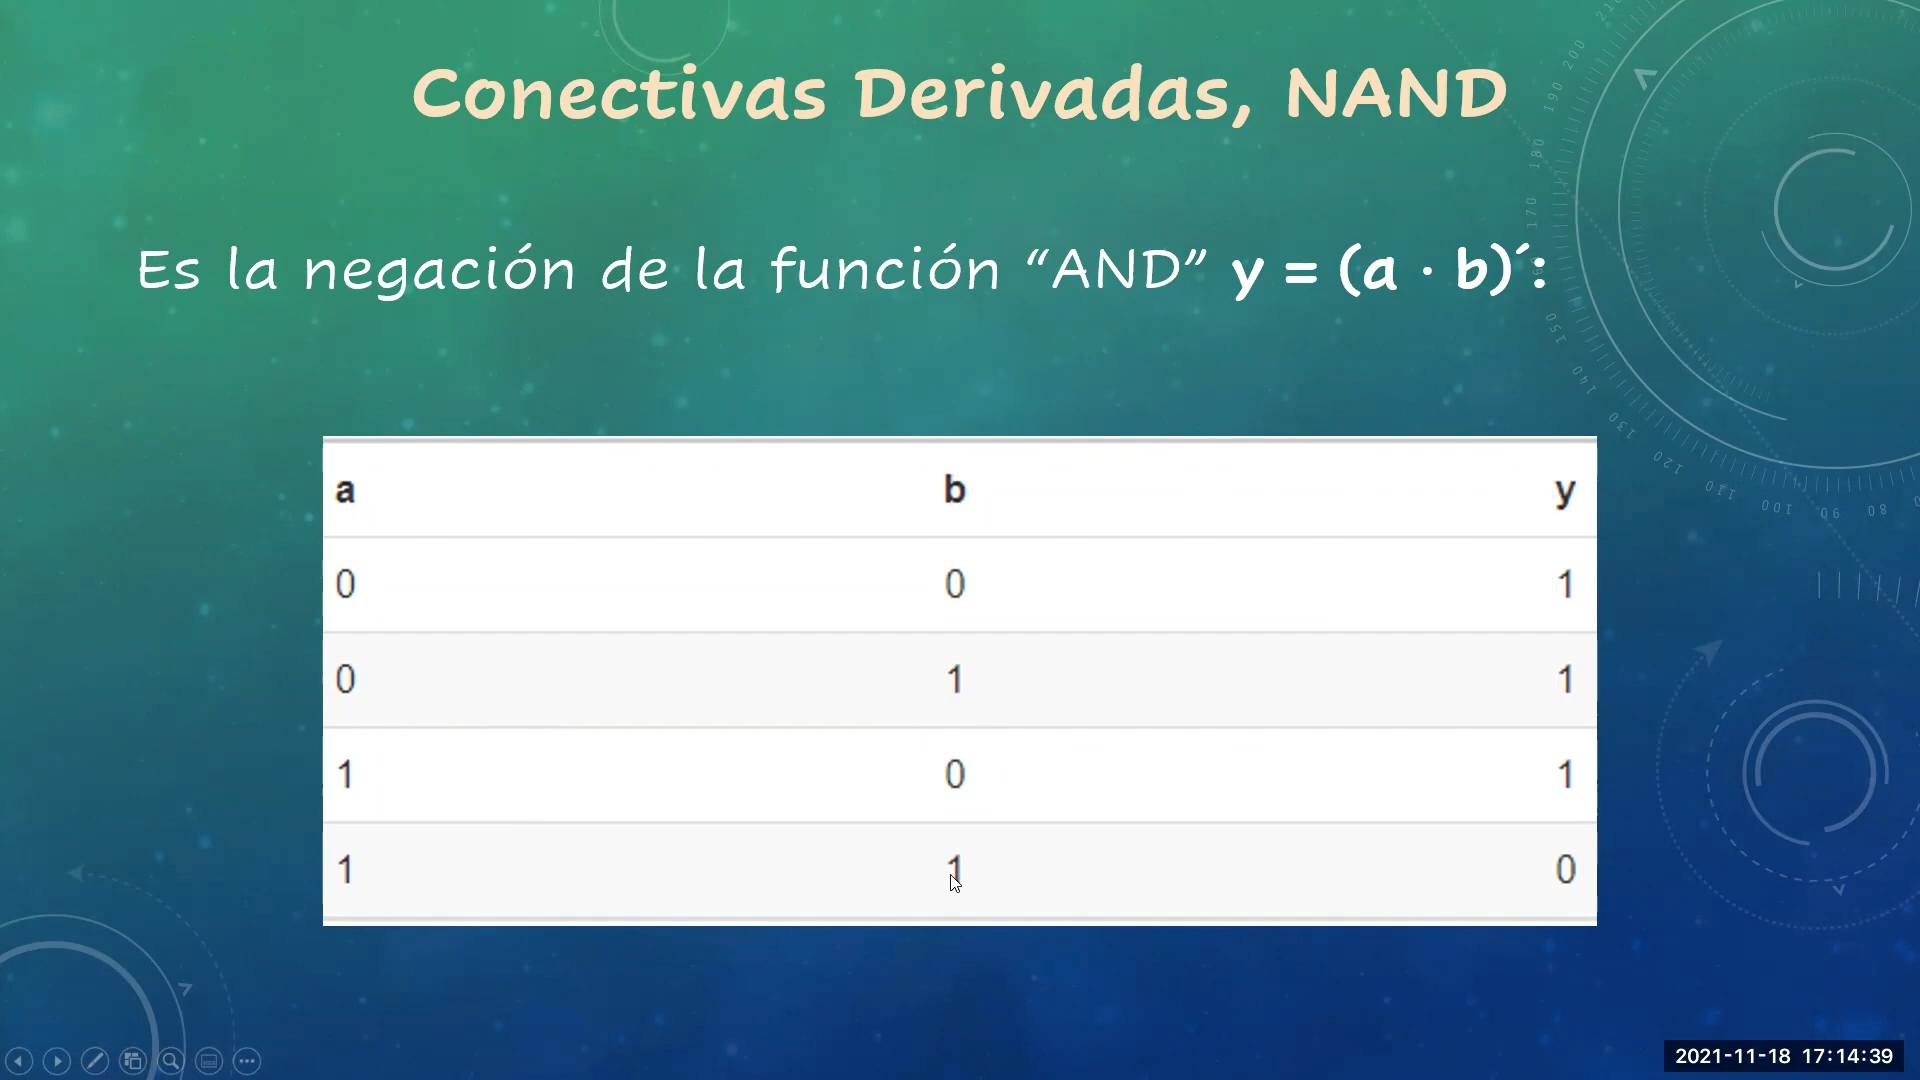 Conectivas Derivadas, NAND
Es la negación de la función “AND” y = (a · b)´:
a b y
0 0 1
0 1 1
1 0 1
1 1 0
2021-11-18 17:14:39